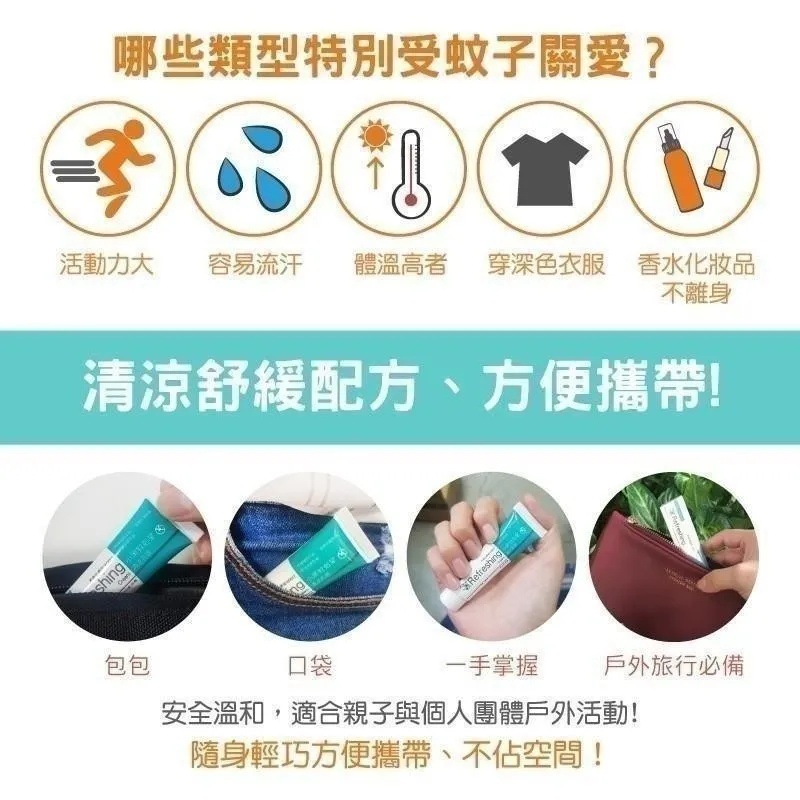 哪些類型特別受蚊子關愛？
活動力大
容易流汗
體溫高者
穿深色衣服
香水化妝品
不離身
清涼舒緩配方、方便攜帶!
Refreshing
Cream
Refreshing
Refreshing
包包
口袋
一手掌握
戶外旅行必備
安全溫和，適合親子與個人團體戶外活動!
隨身輕巧方便攜帶、不佔空間！